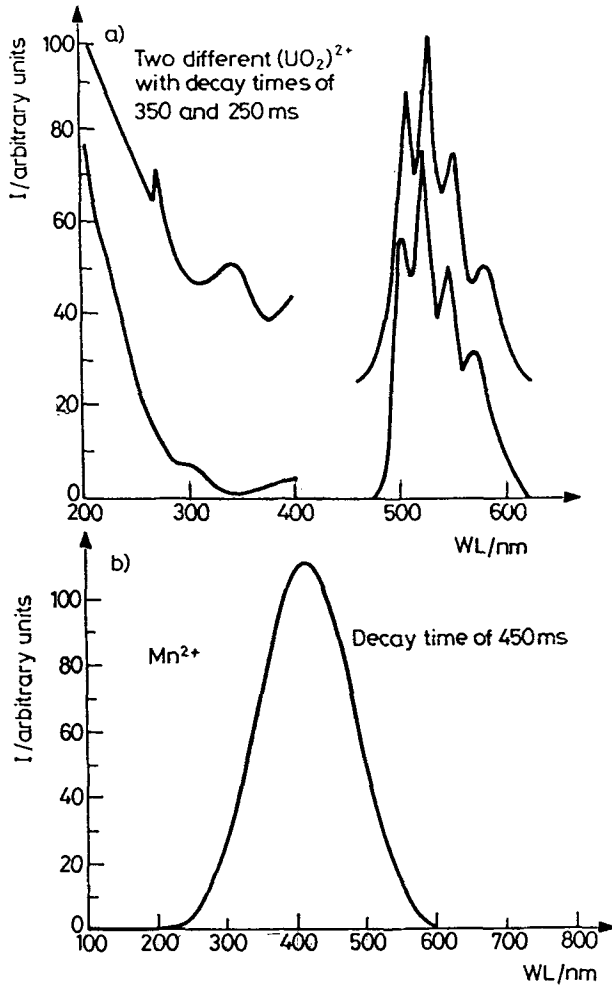 a)
Two different (UO₂)²⁺
with decay times of
350 and 250 ms
I/arbitrary units
100
80
60
40
20
0
200
300
400
500
600
WL/nm
b)
Mn²⁺
Decay time of 450 ms
I/arbitrary units
100
80
60
40
20
0
100
200
300
400
500
600
700
800
WL/nm